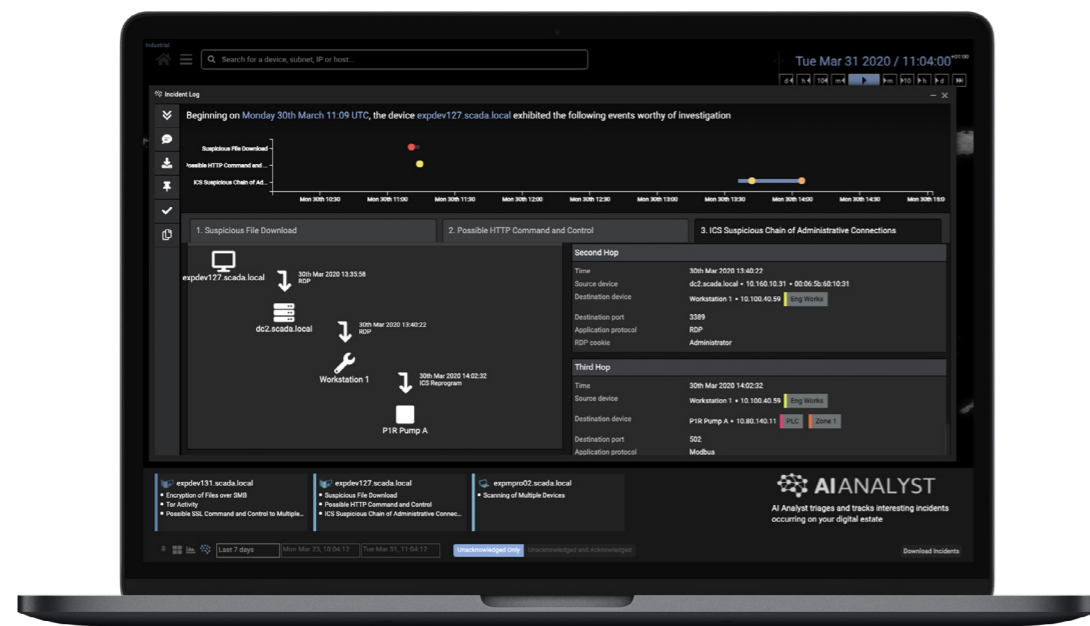 Industrial
Search for a device, subnet, IP or host...
Tue Mar 31 2020 / 11:04:00+01:00
Incident Log
Beginning on Monday 30th March 11:09 UTC, the device expdev127.scada.local exhibited the following events worthy of investigation
Suspicious File Download
Possible HTTP Command and ...
ICS Suspicious Chain of Ad...
Mon 30th 10:30 Mon 30th 11:00 Mon 30th 11:30 Mon 30th 12:00 Mon 30th 12:30 Mon 30th 13:00 Mon 30th 13:30 Mon 30th 14:00 Mon 30th 14:30 Mon 30th 15:0
1. Suspicious File Download 2. Possible HTTP Command and Control 3. ICS Suspicious Chain of Administrative Connections
expdev127.scada.local
30th Mar 2020 13:35:58
RDP
dc2.scada.local
30th Mar 2020 13:40:22
RDP
Workstation 1
30th Mar 2020 14:02:32
ICS Reprogram
P1R Pump A
Second Hop
Time 30th Mar 2020 13:40:22
Source device dc2.scada.local • 10.160.10.31 • 00:06:5b:60:10:31
Destination device Workstation 1 • 10.100.40.59 Eng Works
Destination port 3389
Application protocol RDP
RDP cookie Administrator
Third Hop
Time 30th Mar 2020 14:02:32
Source device Workstation 1 • 10.100.40.59 Eng Works
Destination device P1R Pump A • 10.80.140.11 PLC Zone 1
Destination port 502
Application protocol Modbus
expdev131.scada.local
• Encryption of Files over SMB
• Tor Activity
• Possible SSL Command and Control to Multiple...
expdev127.scada.local
• Suspicious File Download
• Possible HTTP Command and Control
• ICS Suspicious Chain of Administrative Connec...
expmpro02.scada.local
• Scanning of Multiple Devices
AI ANALYST
AI Analyst triages and tracks interesting incidents
occurring on your digital estate
Last 7 days Mon Mar 23, 10:04:12 Tue Mar 31, 11:04:12 Unacknowledged Only Unacknowledged and Acknowledged Download Incidents